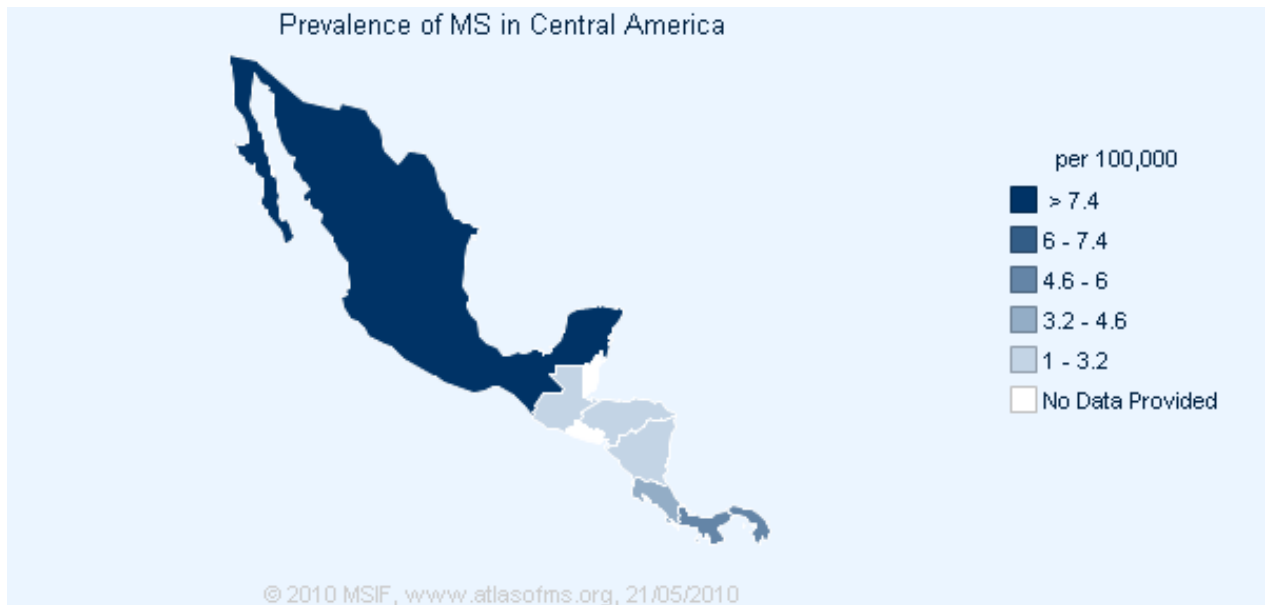 Prevalence of MS in Central America
per 100,000
> 7.4
6 - 7.4
4.6 - 6
3.2 - 4.6
1 - 3.2
No Data Provided
© 2010 MSIF, www.atlasofms.org, 21/05/2010